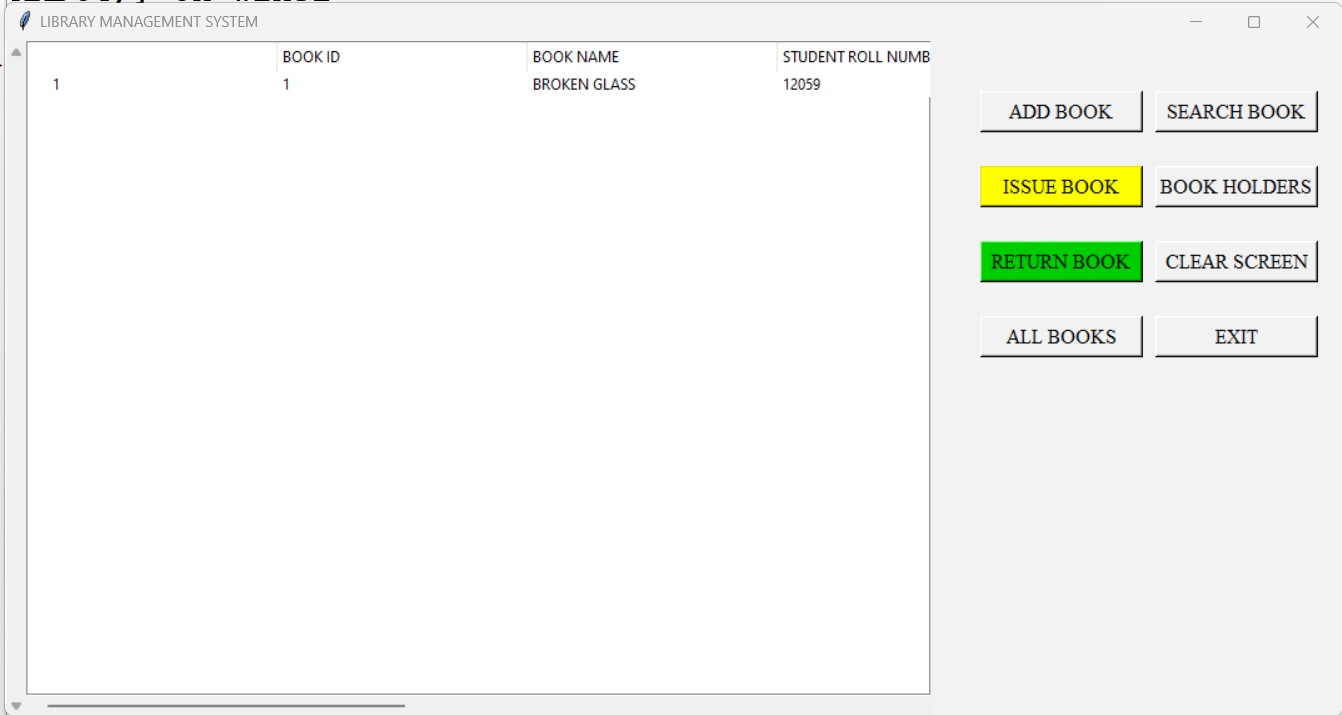 LIBRARY MANAGEMENT SYSTEM
BOOK ID BOOK NAME STUDENT ROLL NUMB
1 1 BROKEN GLASS 12059
ADD BOOK SEARCH BOOK
ISSUE BOOK BOOK HOLDERS
RETURN BOOK CLEAR SCREEN
ALL BOOKS EXIT